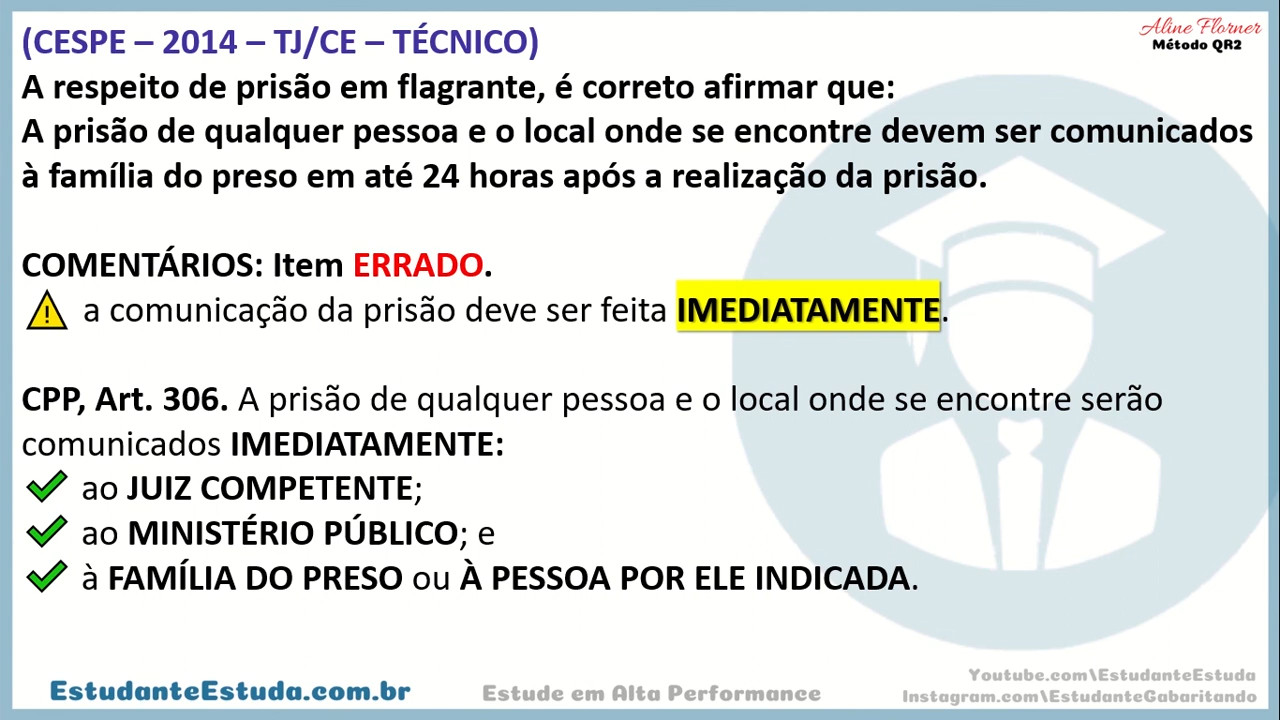 (CESPE – 2014 – TJ/CE – TÉCNICO)
Aline Florner
Método QR2
A respeito de prisão em flagrante, é correto afirmar que:
A prisão de qualquer pessoa e o local onde se encontre devem ser comunicados
à família do preso em até 24 horas após a realização da prisão.
COMENTÁRIOS: Item ERRADO.
a comunicação da prisão deve ser feita IMEDIATAMENTE.
CPP, Art. 306. A prisão de qualquer pessoa e o local onde se encontre serão
comunicados IMEDIATAMENTE:
ao JUIZ COMPETENTE;
ao MINISTÉRIO PÚBLICO; e
à FAMÍLIA DO PRESO ou À PESSOA POR ELE INDICADA.
EstudanteEstuda.com.br
Estude em Alta Performance
Youtube.com\EstudanteEstuda
Instagram.com\EstudanteGabaritando